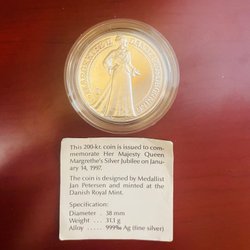 This 200-kr. coin is issued to com-
memorate Her Majesty Queen
Margrethe's Silver Jubilee on January
14, 1997.
The coin is designed by Medallist
Jan Petersen and minted at the
Danish Royal Mint.
Specification:
Diameter . 38 mm
Weight . . . 31.1 g
Alloy . . . . . 999‰ Ag (fine silver)